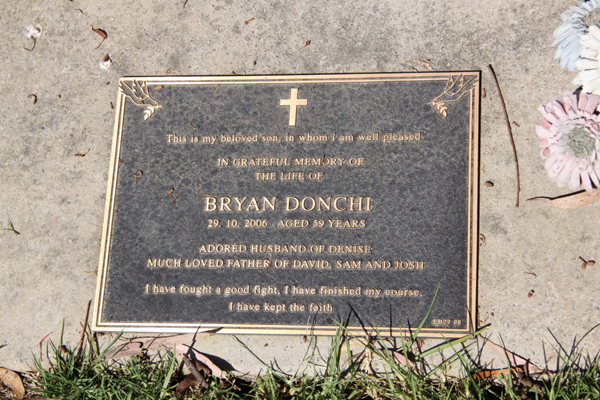 This is my beloved son, in whom I am well pleased
IN GRATEFUL MEMORY OF
THE LIFE OF
BRYAN DONCHI
29. 10. 2006 AGED 59 YEARS
ADORED HUSBAND OF DENISE
MUCH LOVED FATHER OF DAVID, SAM AND JOSH
I have fought a good fight, I have finished my course,
I have kept the faith